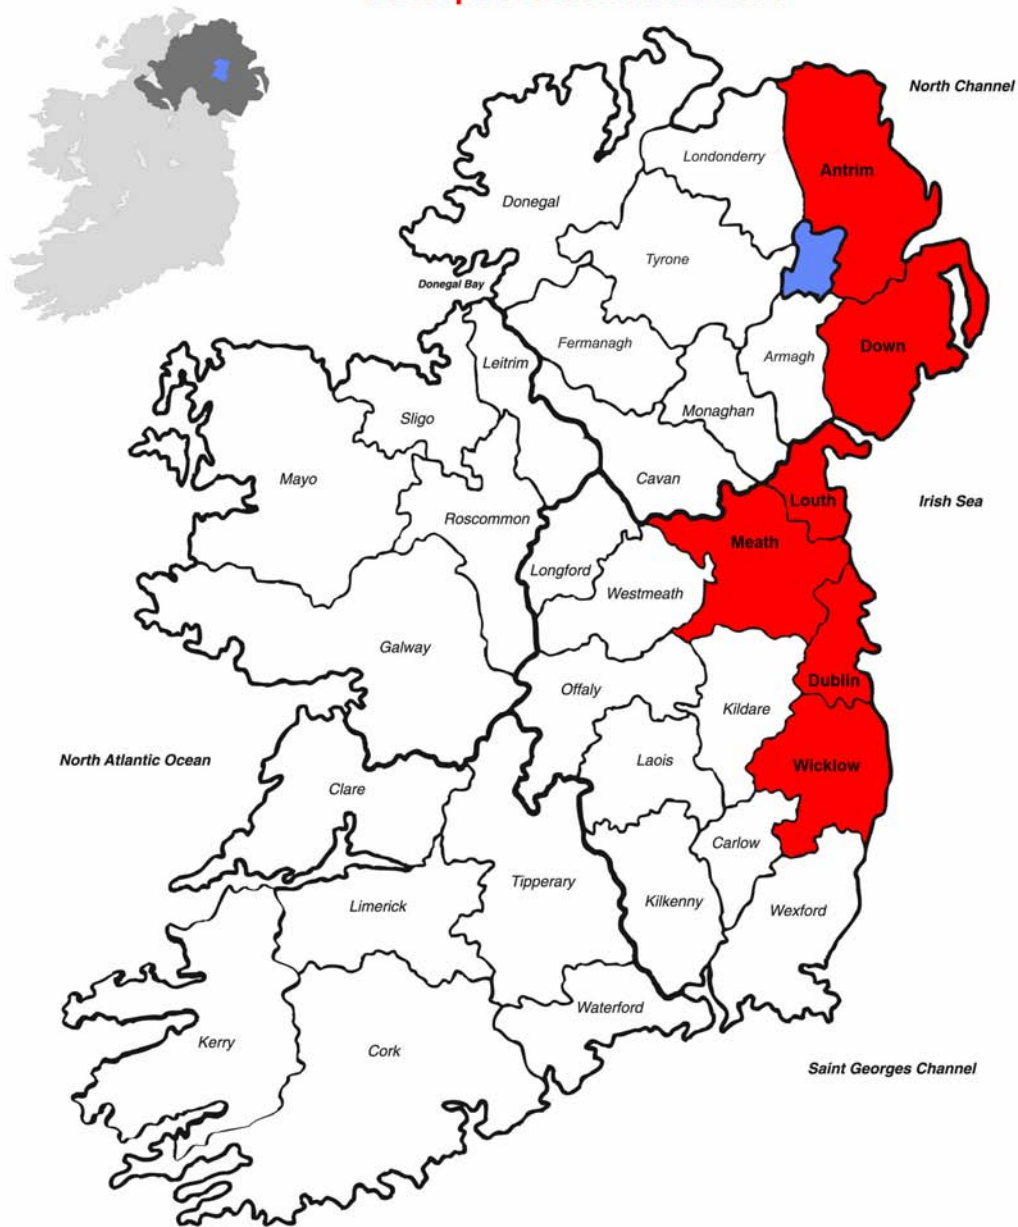 North Channel
Londonderry
Antrim
Donegal
Tyrone
Donegal Bay
Fermanagh
Down
Armagh
Leitrim
Monaghan
Sligo
Cavan
Mayo
Louth
Irish Sea
Roscommon
Meath
Longford
Westmeath
Galway
Dublin
Offaly
Kildare
North Atlantic Ocean
Laois
Wicklow
Clare
Carlow
Tipperary
Limerick
Kilkenny
Wexford
Waterford
Kerry
Cork
Saint Georges Channel